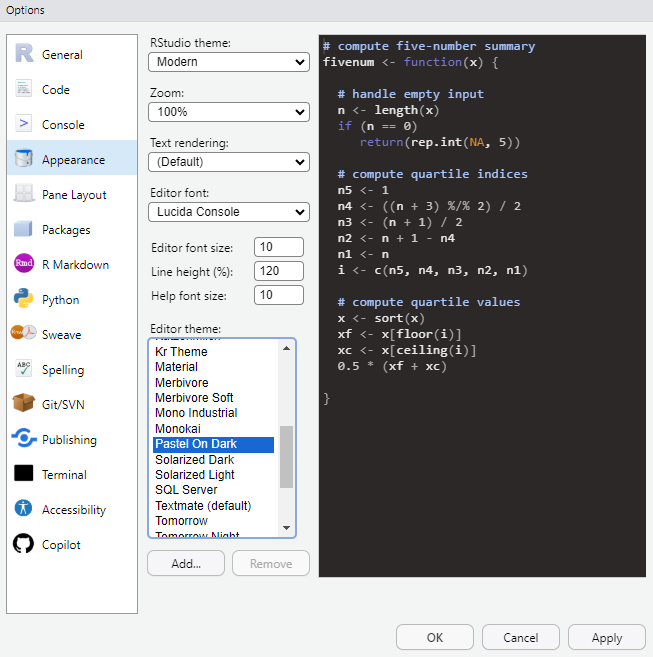 Options
R
General
Code
Console
Appearance
Pane Layout
Packages
Rmd
R Markdown
Python
Sweave
ABC
Spelling
Git/SVN
Publishing
Terminal
Accessibility
Copilot
RStudio theme:
Modern
Zoom:
100%
Text rendering:
(Default)
Editor font:
Lucida Console
Editor font size:
10
Line height (%):
120
Help font size:
10
Editor theme:
Kr Theme
Material
Merbivore
Merbivore Soft
Mono Industrial
Monokai
Pastel On Dark
Solarized Dark
Solarized Light
SQL Server
Textmate (default)
Tomorrow
Tomorrow Night
Add...
Remove
# compute five-number summary
fivenum <- function(x) {
  # handle empty input
  n <- length(x)
  if (n == 0)
     return(rep.int(NA, 5))
  # compute quartile indices
  n5 <- 1
  n4 <- ((n + 3) %/% 2) / 2
  n3 <- (n + 1) / 2
  n2 <- n + 1 - n4
  n1 <- n
  i <- c(n5, n4, n3, n2, n1)
  # compute quartile values
  x <- sort(x)
  xf <- x[floor(i)]
  xc <- x[ceiling(i)]
  0.5 * (xf + xc)
}
OK
Cancel
Apply